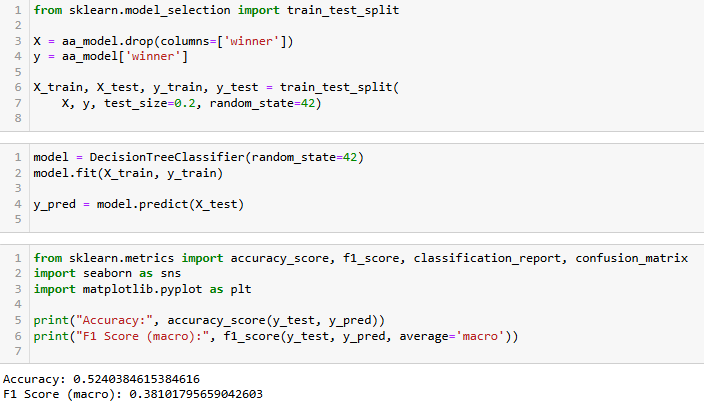 1 from sklearn.model_selection import train_test_split
2
3 X = aa_model.drop(columns=['winner'])
4 y = aa_model['winner']
5
6 X_train, X_test, y_train, y_test = train_test_split(
7     X, y, test_size=0.2, random_state=42)
8
1 model = DecisionTreeClassifier(random_state=42)
2 model.fit(X_train, y_train)
3
4 y_pred = model.predict(X_test)
5
1 from sklearn.metrics import accuracy_score, f1_score, classification_report, confusion_matrix
2 import seaborn as sns
3 import matplotlib.pyplot as plt
4
5 print("Accuracy:", accuracy_score(y_test, y_pred))
6 print("F1 Score (macro):", f1_score(y_test, y_pred, average='macro'))
7
Accuracy: 0.5240384615384616
F1 Score (macro): 0.38101795659042603